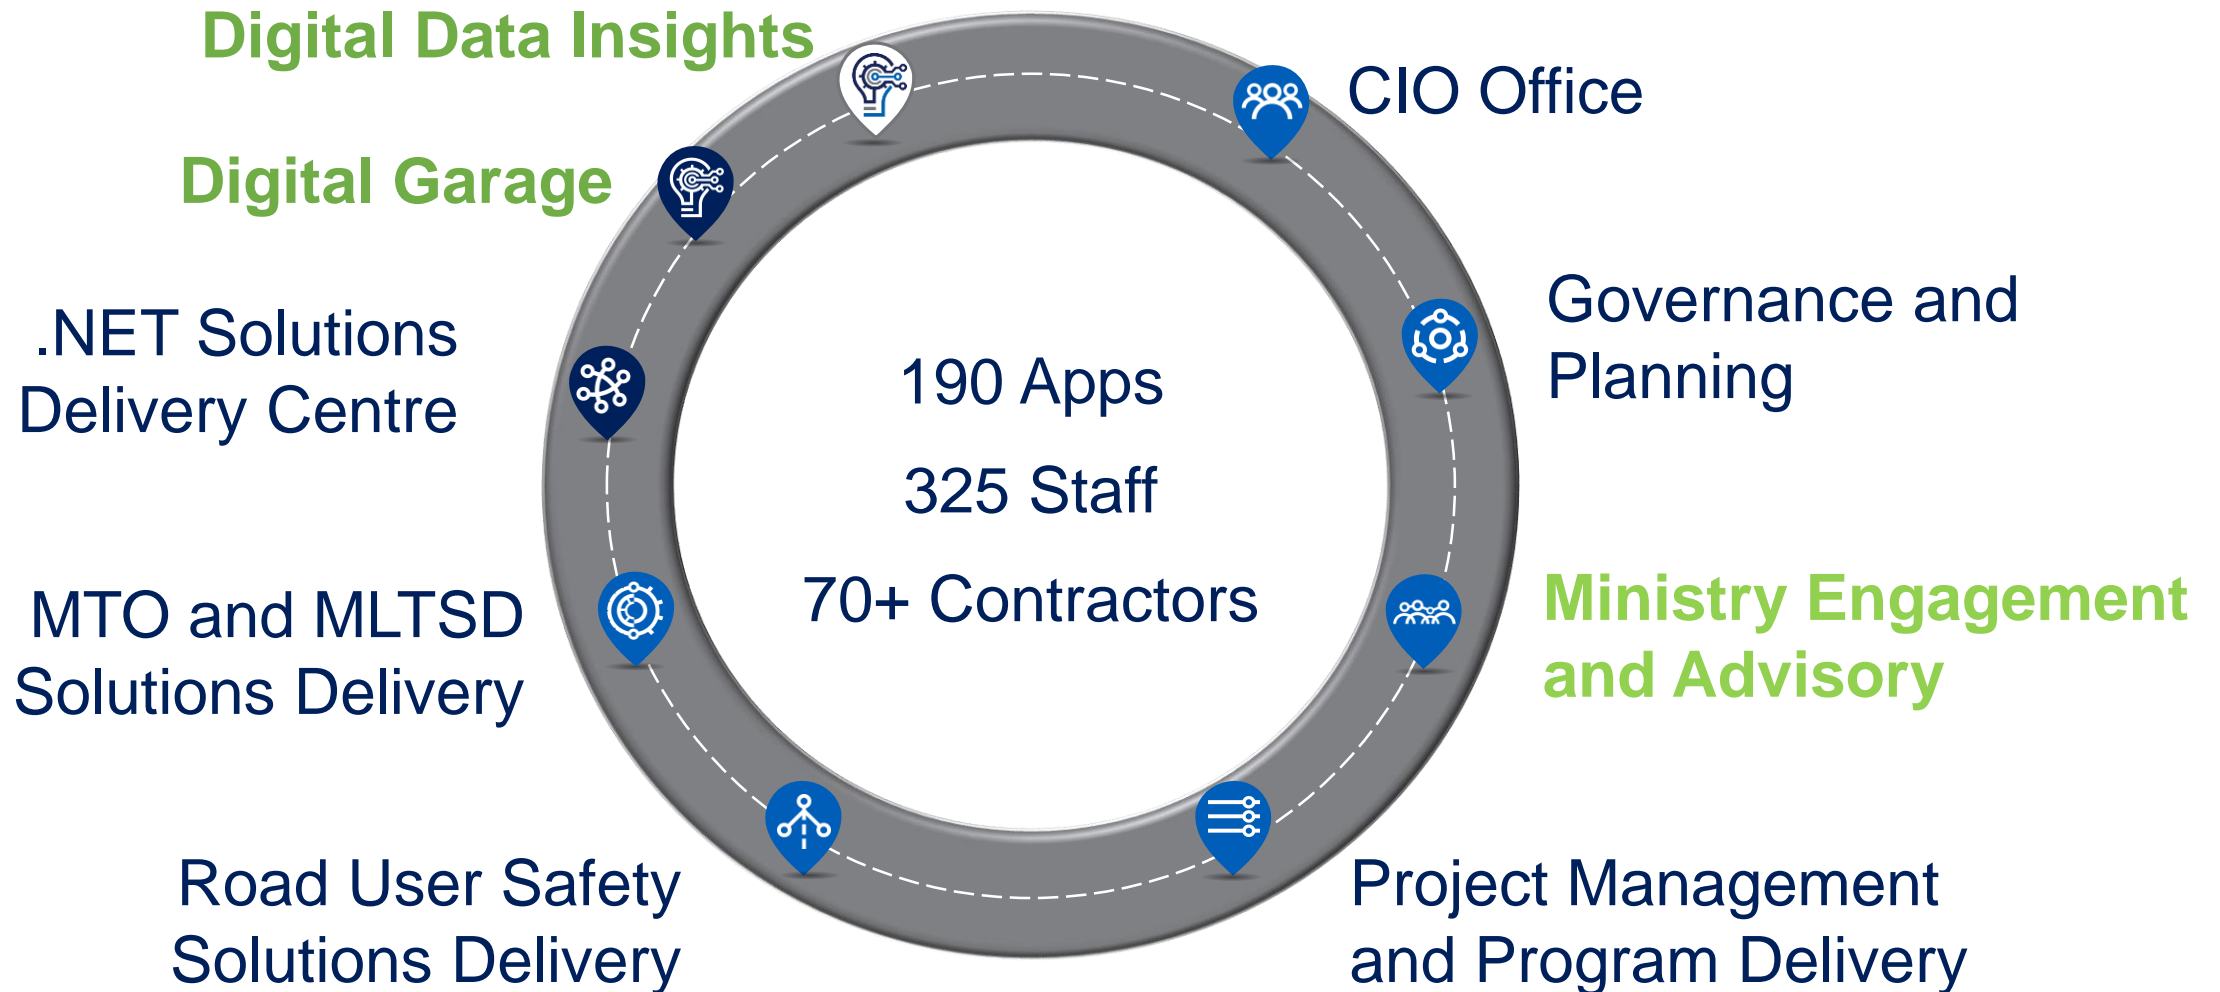 Digital Data Insights
CIO Office
Digital Garage
Governance and
Planning
.NET Solutions
Delivery Centre
190 Apps
325 Staff
70+ Contractors
Ministry Engagement
and Advisory
MTO and MLTSD
Solutions Delivery
Road User Safety
Solutions Delivery
Project Management
and Program Delivery